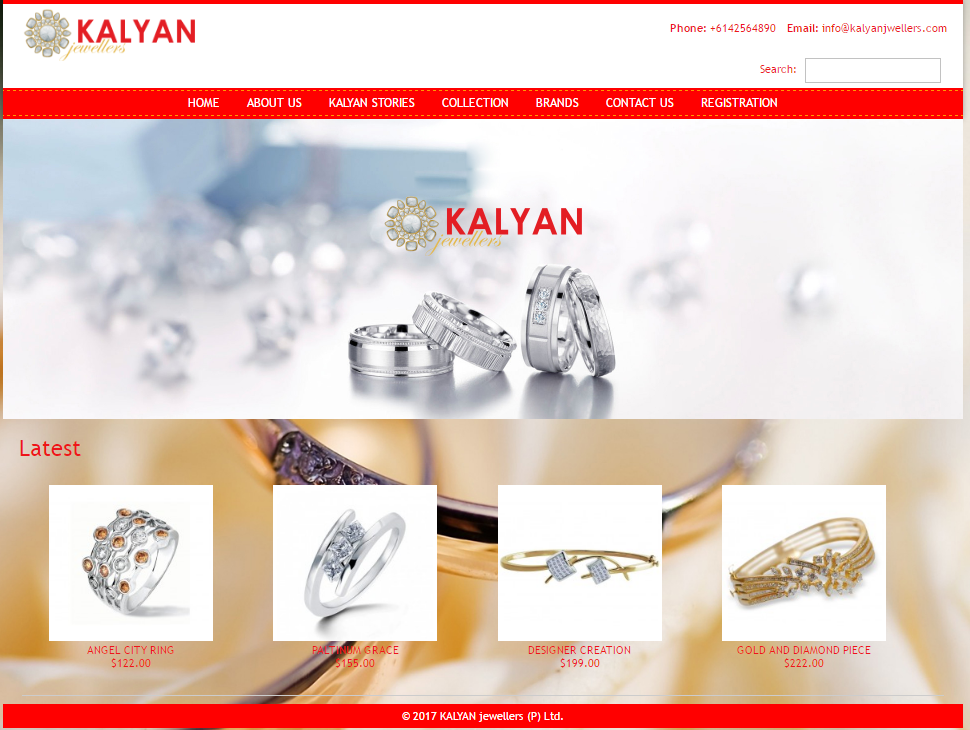 KALYAN
jewellers
Phone: +6142564890 Email: info@kalyanjwellers.com
Search:
HOME ABOUT US KALYAN STORIES COLLECTION BRANDS CONTACT US REGISTRATION
KALYAN
jewellers
Latest
ANGEL CITY RING
$122.00
PALTINUM GRACE
$155.00
DESIGNER CREATION
$199.00
GOLD AND DIAMOND PIECE
$222.00
© 2017 KALYAN jewellers (P) Ltd.